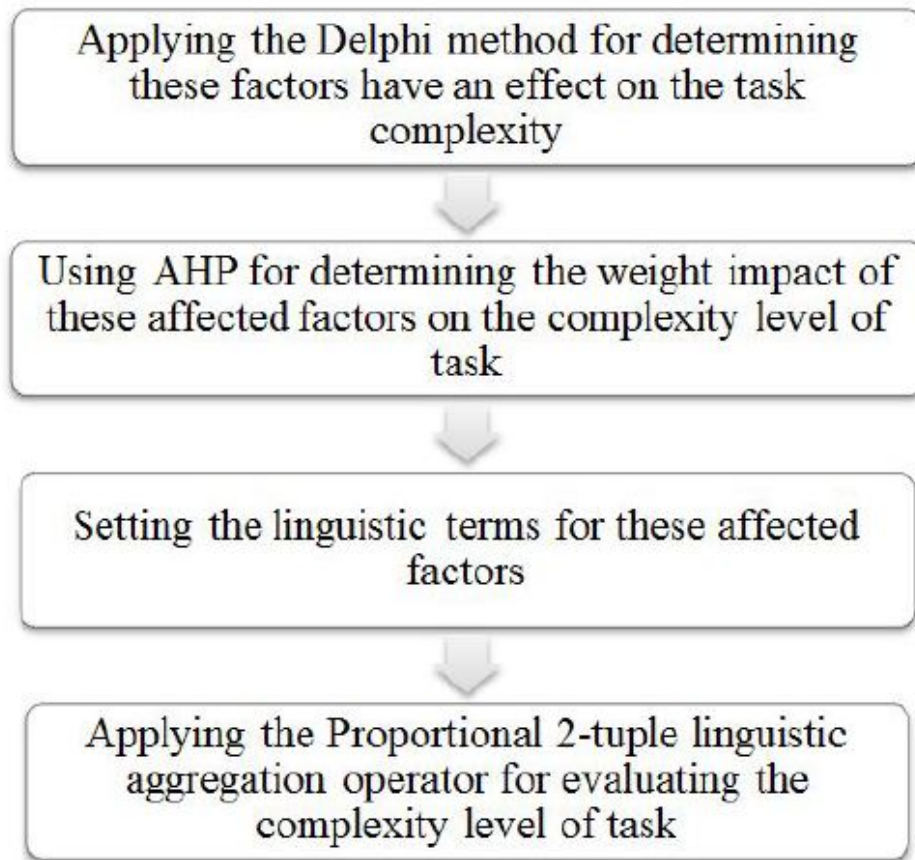 Applying the Delphi method for determining
these factors have an effect on the task
complexity
Using AHP for determining the weight impact of
these affected factors on the complexity level of
task
Setting the linguistic terms for these affected
factors
Applying the Proportional 2-tuple linguistic
aggregation operator for evaluating the
complexity level of task